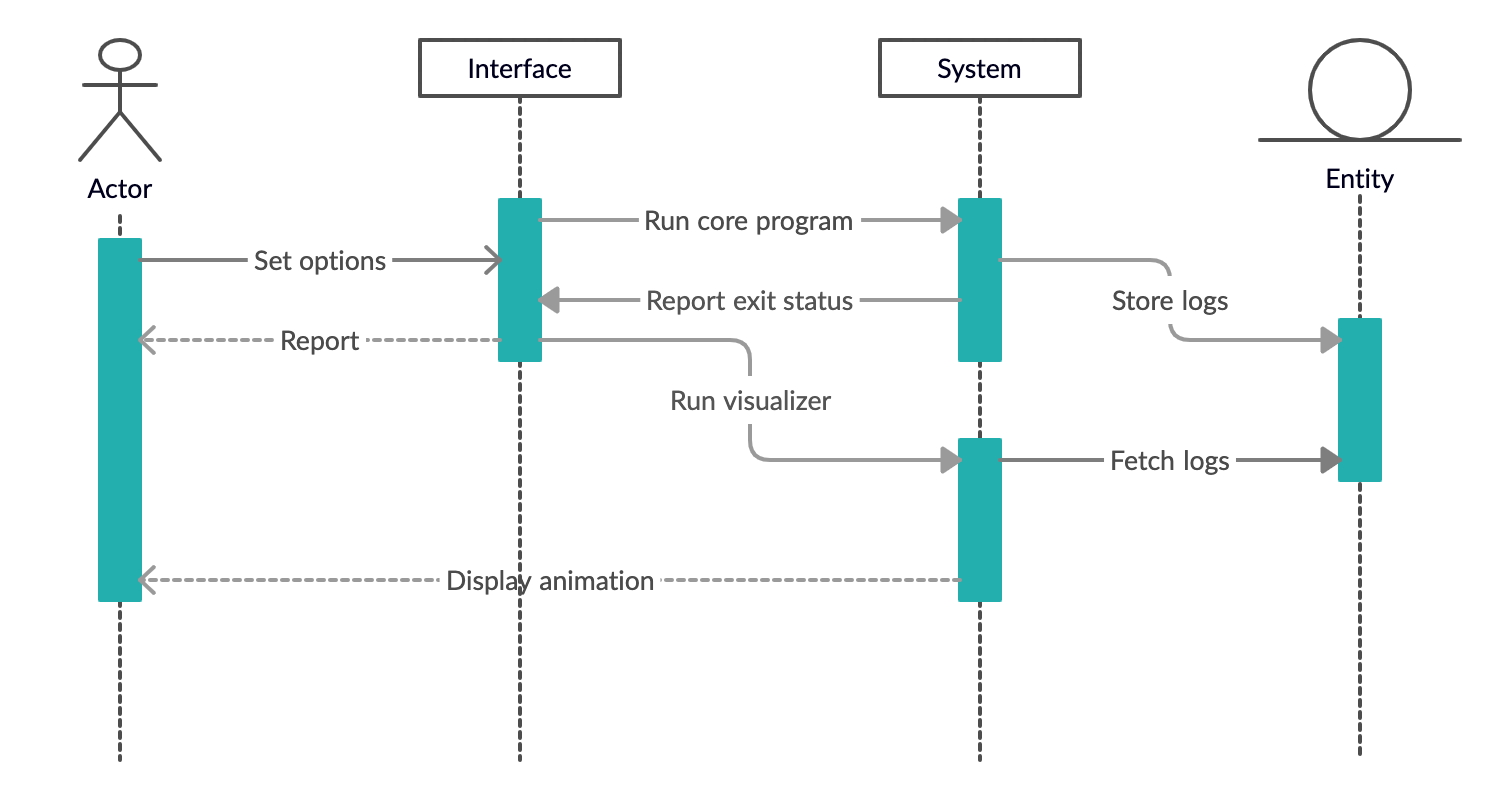 Interface
System
Actor
Entity
Run core program
Set options
Report exit status
Store logs
Report
Run visualizer
Fetch logs
Display animation